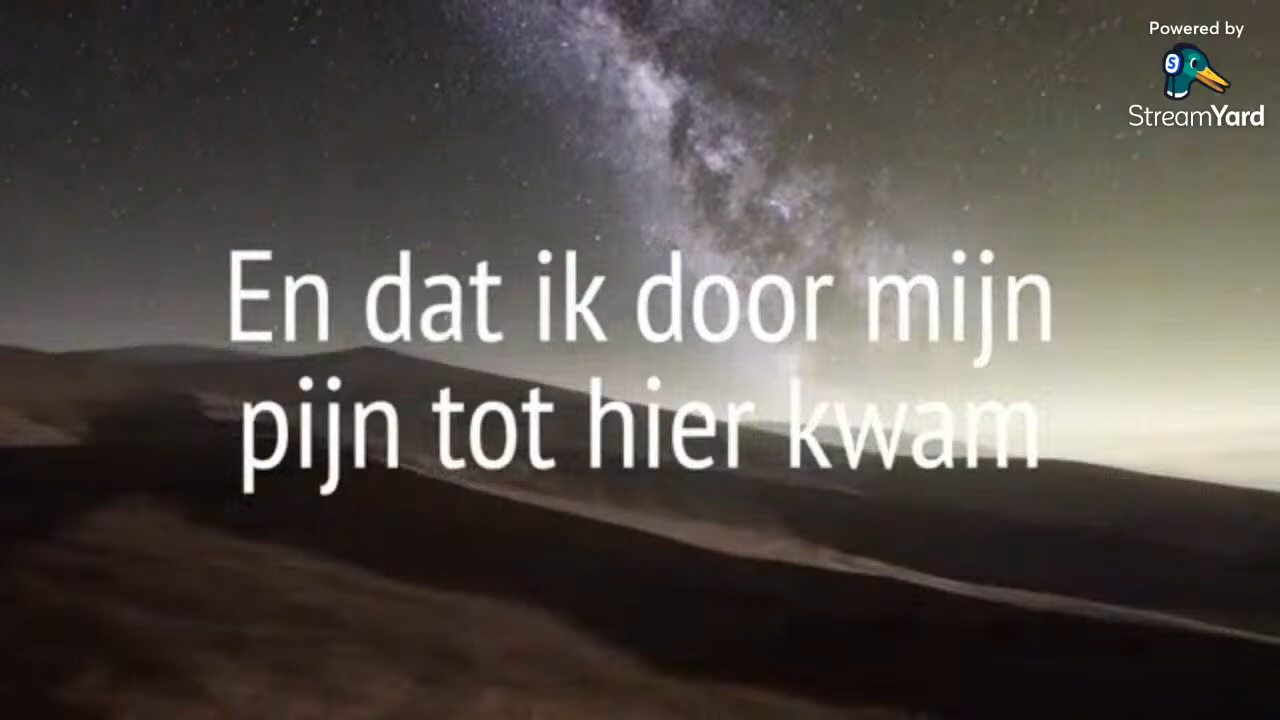 Powered by
StreamYard
En dat ik door mijn
pijn tot hier kwam